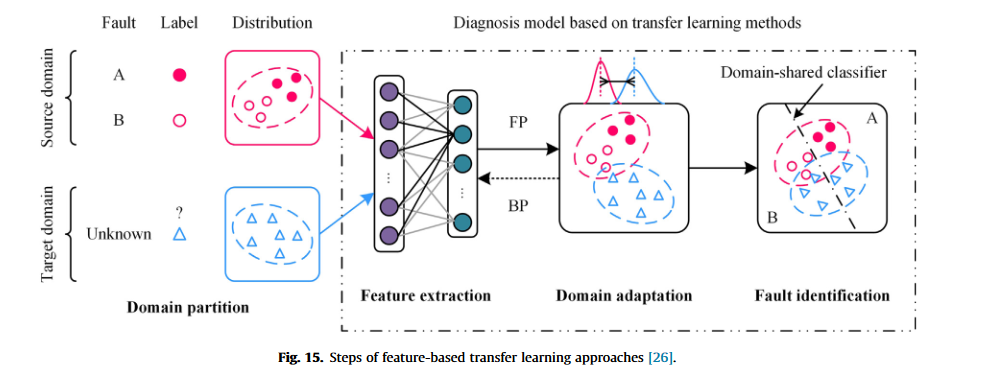 Fault Label Distribution
Diagnosis model based on transfer learning methods
Source domain
A
B
Target domain
?
Unknown
Domain partition
FP
BP
Domain-shared classifier
A
B
Feature extraction
Domain adaptation
Fault identification
Fig. 15. Steps of feature-based transfer learning approaches [26].